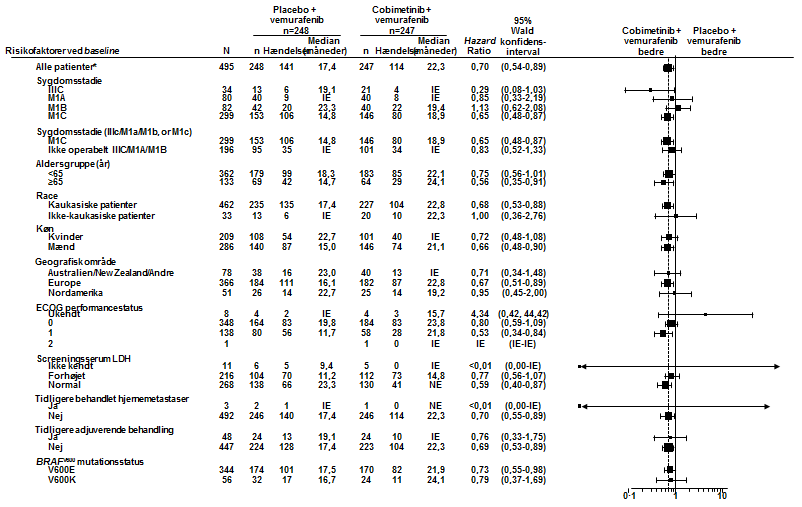 Placebo + Cobimetinib + 95%
vemurafenib vemurafenib Wald Cobimetinib + Placebo +
n=248 n=247 konfidens- vemurafenib vemurafenib
Median Median Hazard interval bedre bedre
Risikofaktorer ved baseline N n Hændelser (måneder) n Hændelser (måneder) Ratio
Alle patienter* 495 248 141 17,4 247 114 22,3 0,70 (0,54-0,89)
Sygdomsstadie
IIIC 34 13 6 19,1 21 4 IE 0,29 (0,08-1,03)
M1A 80 40 9 IE 40 8 IE 0,85 (0,33-2,19)
M1B 82 42 20 23,3 40 22 19,4 1,13 (0,62-2,08)
M1C 299 153 106 14,8 146 80 18,9 0,65 (0,48-0,87)
Sygdomsstadie (IIIc/M1a/M1b, or M1c)
M1C 299 153 106 14,8 146 80 18,9 0,65 (0,48-0,87)
Ikke operabelt IIIC/M1A/M1B 196 95 35 IE 101 34 IE 0,83 (0,52-1,33)
Aldersgruppe (år)
<65 362 179 99 18,3 183 85 22,1 0,75 (0,56-1,01)
≥65 133 69 42 14,7 64 29 24,1 0,56 (0,35-0,91)
Race
Kaukasiske patienter 462 235 135 17,4 227 104 22,8 0,68 (0,53-0,88)
Ikke-kaukasiske patienter 33 13 6 IE 20 10 22,3 1,00 (0,36-2,76)
Køn
Kvinder 209 108 54 22,7 101 40 IE 0,72 (0,48-1,08)
Mænd 286 140 87 15,0 146 74 21,1 0,66 (0,48-0,90)
Geografisk område
Australien/New Zealand/Andre 78 38 16 23,0 40 13 IE 0,71 (0,34-1,48)
Europe 366 184 111 16,1 182 87 22,8 0,67 (0,51-0,89)
Nordamerika 51 26 14 22,7 25 14 19,2 0,95 (0,45-2,00)
ECOG performancestatus
Ukendt 8 4 2 IE 4 3 15,7 4,34 (0,42, 44,42)
0 348 164 83 19,8 184 83 23,8 0,80 (0,59-1,09)
1 138 80 56 11,7 58 28 21,8 0,53 (0,34-0,84)
2 1 1 0 IE IE (IE-IE)
Screeningsserum LDH
Ikke kendt 11 6 5 9,4 5 0 IE <0,01 (0,00-IE)
Forhøjet 216 104 70 11,2 112 73 14,8 0,77 (0,56-1,07)
Normal 268 138 66 23,3 130 41 NE 0,59 (0,40-0,87)
Tidligere behandlet hjernemetastaser
Ja 3 2 1 IE 1 0 NE <0,01 (0,00-IE)
Nej 492 246 140 17,4 246 114 22,3 0,70 (0,55-0,89)
Tidligere adjuverende behandling
Ja 48 24 13 19,1 24 10 IE 0,76 (0,33-1,75)
Nej 447 224 128 17,4 223 104 22,3 0,69 (0,53-0,89)
BRAF V600 mutationsstatus
V600E 344 174 101 17,5 170 82 21,9 0,73 (0,55-0,98)
V600K 56 32 17 16,7 24 11 24,1 0,79 (0,37-1,69)
0·1 1 10